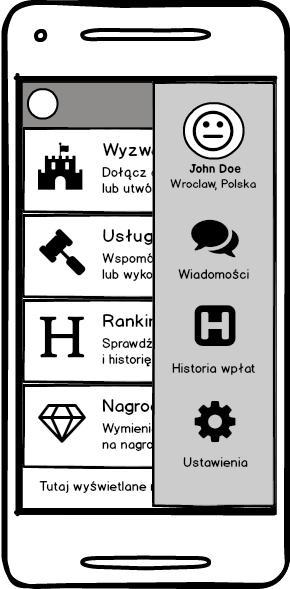 Wyzw
Dołącz
lub utwó
Usług
Wspomó
lub wyko
H
Rankin
Sprawdź
i historię
Nagro
Wymieni
na nagro
Tutaj wyświetlane
John Doe
Wroclaw, Polska
Wiadomości
H
Historia wpłat
Ustawienia